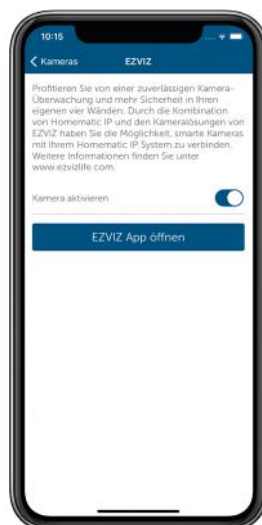 10:15
Kameras EZVIZ
Profitieren Sie von einer zuverlässigen Kamera-
Überwachung und mehr Sicherheit in Ihren
eigenen vier Wänden: Durch die Kombination
von Homematic IP und den Kameralösungen von
EZVIZ haben Sie die Möglichkeit, smarte Kameras
mit Ihrem Homematic IP System zu verbinden.
Weitere Informationen finden Sie unter
www.ezvizlife.com.
Kamera aktivieren
EZVIZ App öffnen